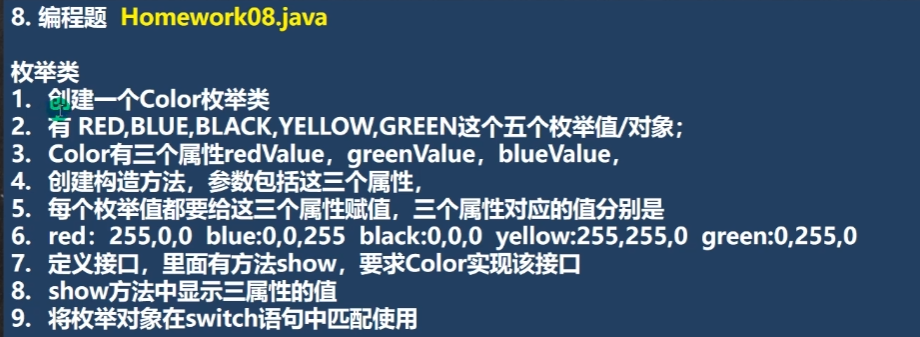 8. 编程题 Homework08.java
枚举类
1. 创建一个Color枚举类
2. 有 RED,BLUE,BLACK,YELLOW,GREEN这个五个枚举值/对象；
3. Color有三个属性redValue，greenValue，blueValue，
4. 创建构造方法，参数包括这三个属性，
5. 每个枚举值都要给这三个属性赋值，三个属性对应的值分别是
6. red：255,0,0 blue:0,0,255 black:0,0,0 yellow:255,255,0 green:0,255,0
7. 定义接口，里面有方法show，要求Color实现该接口
8. show方法中显示三属性的值
9. 将枚举对象在switch语句中匹配使用